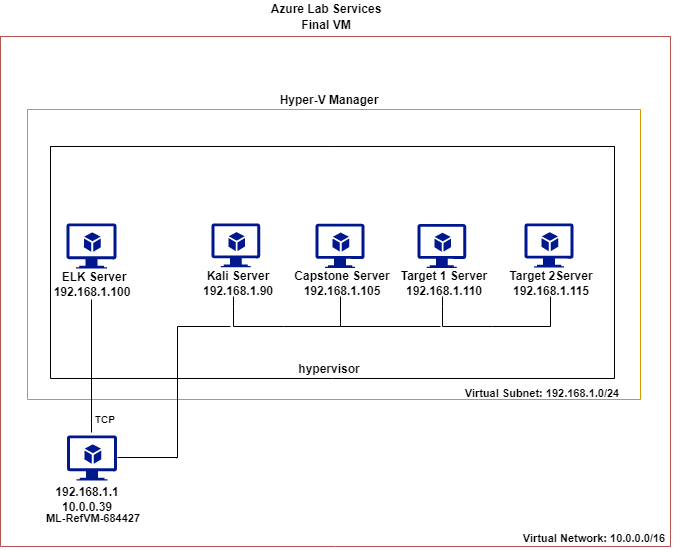 Azure Lab Services
Final VM
Hyper-V Manager
ELK Server
192.168.1.100
Kali Server
192.168.1.90
Capstone Server
192.168.1.105
Target 1 Server
192.168.1.110
Target 2Server
192.168.1.115
hypervisor
Virtual Subnet: 192.168.1.0/24
TCP
192.168.1.1
10.0.0.39
ML-RefVM-684427
Virtual Network: 10.0.0.0/16